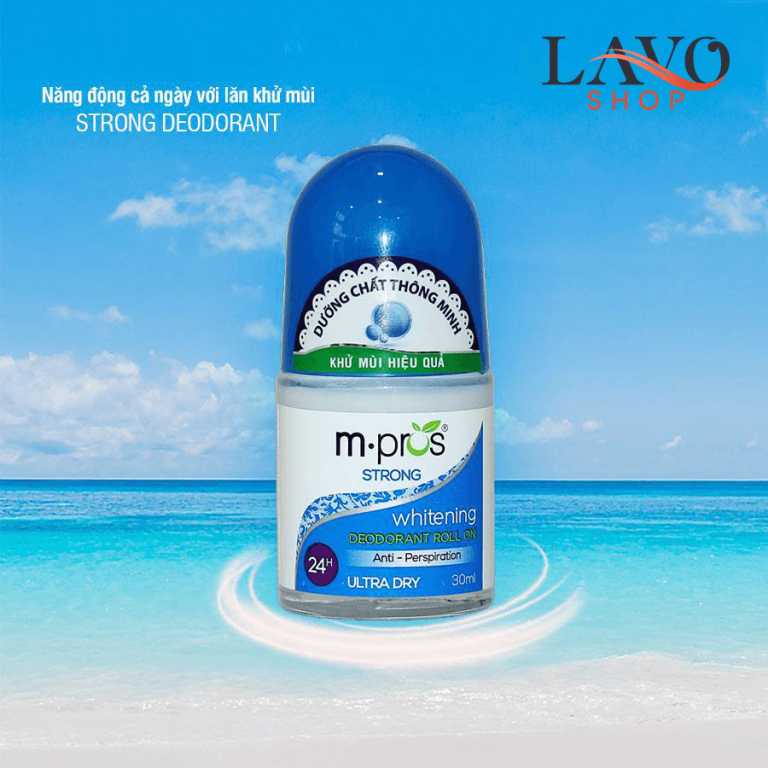 LAVO
SHOP
Năng động cả ngày với lăn khử mùi
STRONG DEODORANT
DƯỠNG CHẤT THÔNG MINH
KHỬ MÙI HIỆU QUẢ
m·pros®
STRONG
whitening
DEODORANT ROLL ON
Anti - Perspiration
24H
ULTRA DRY 30ml